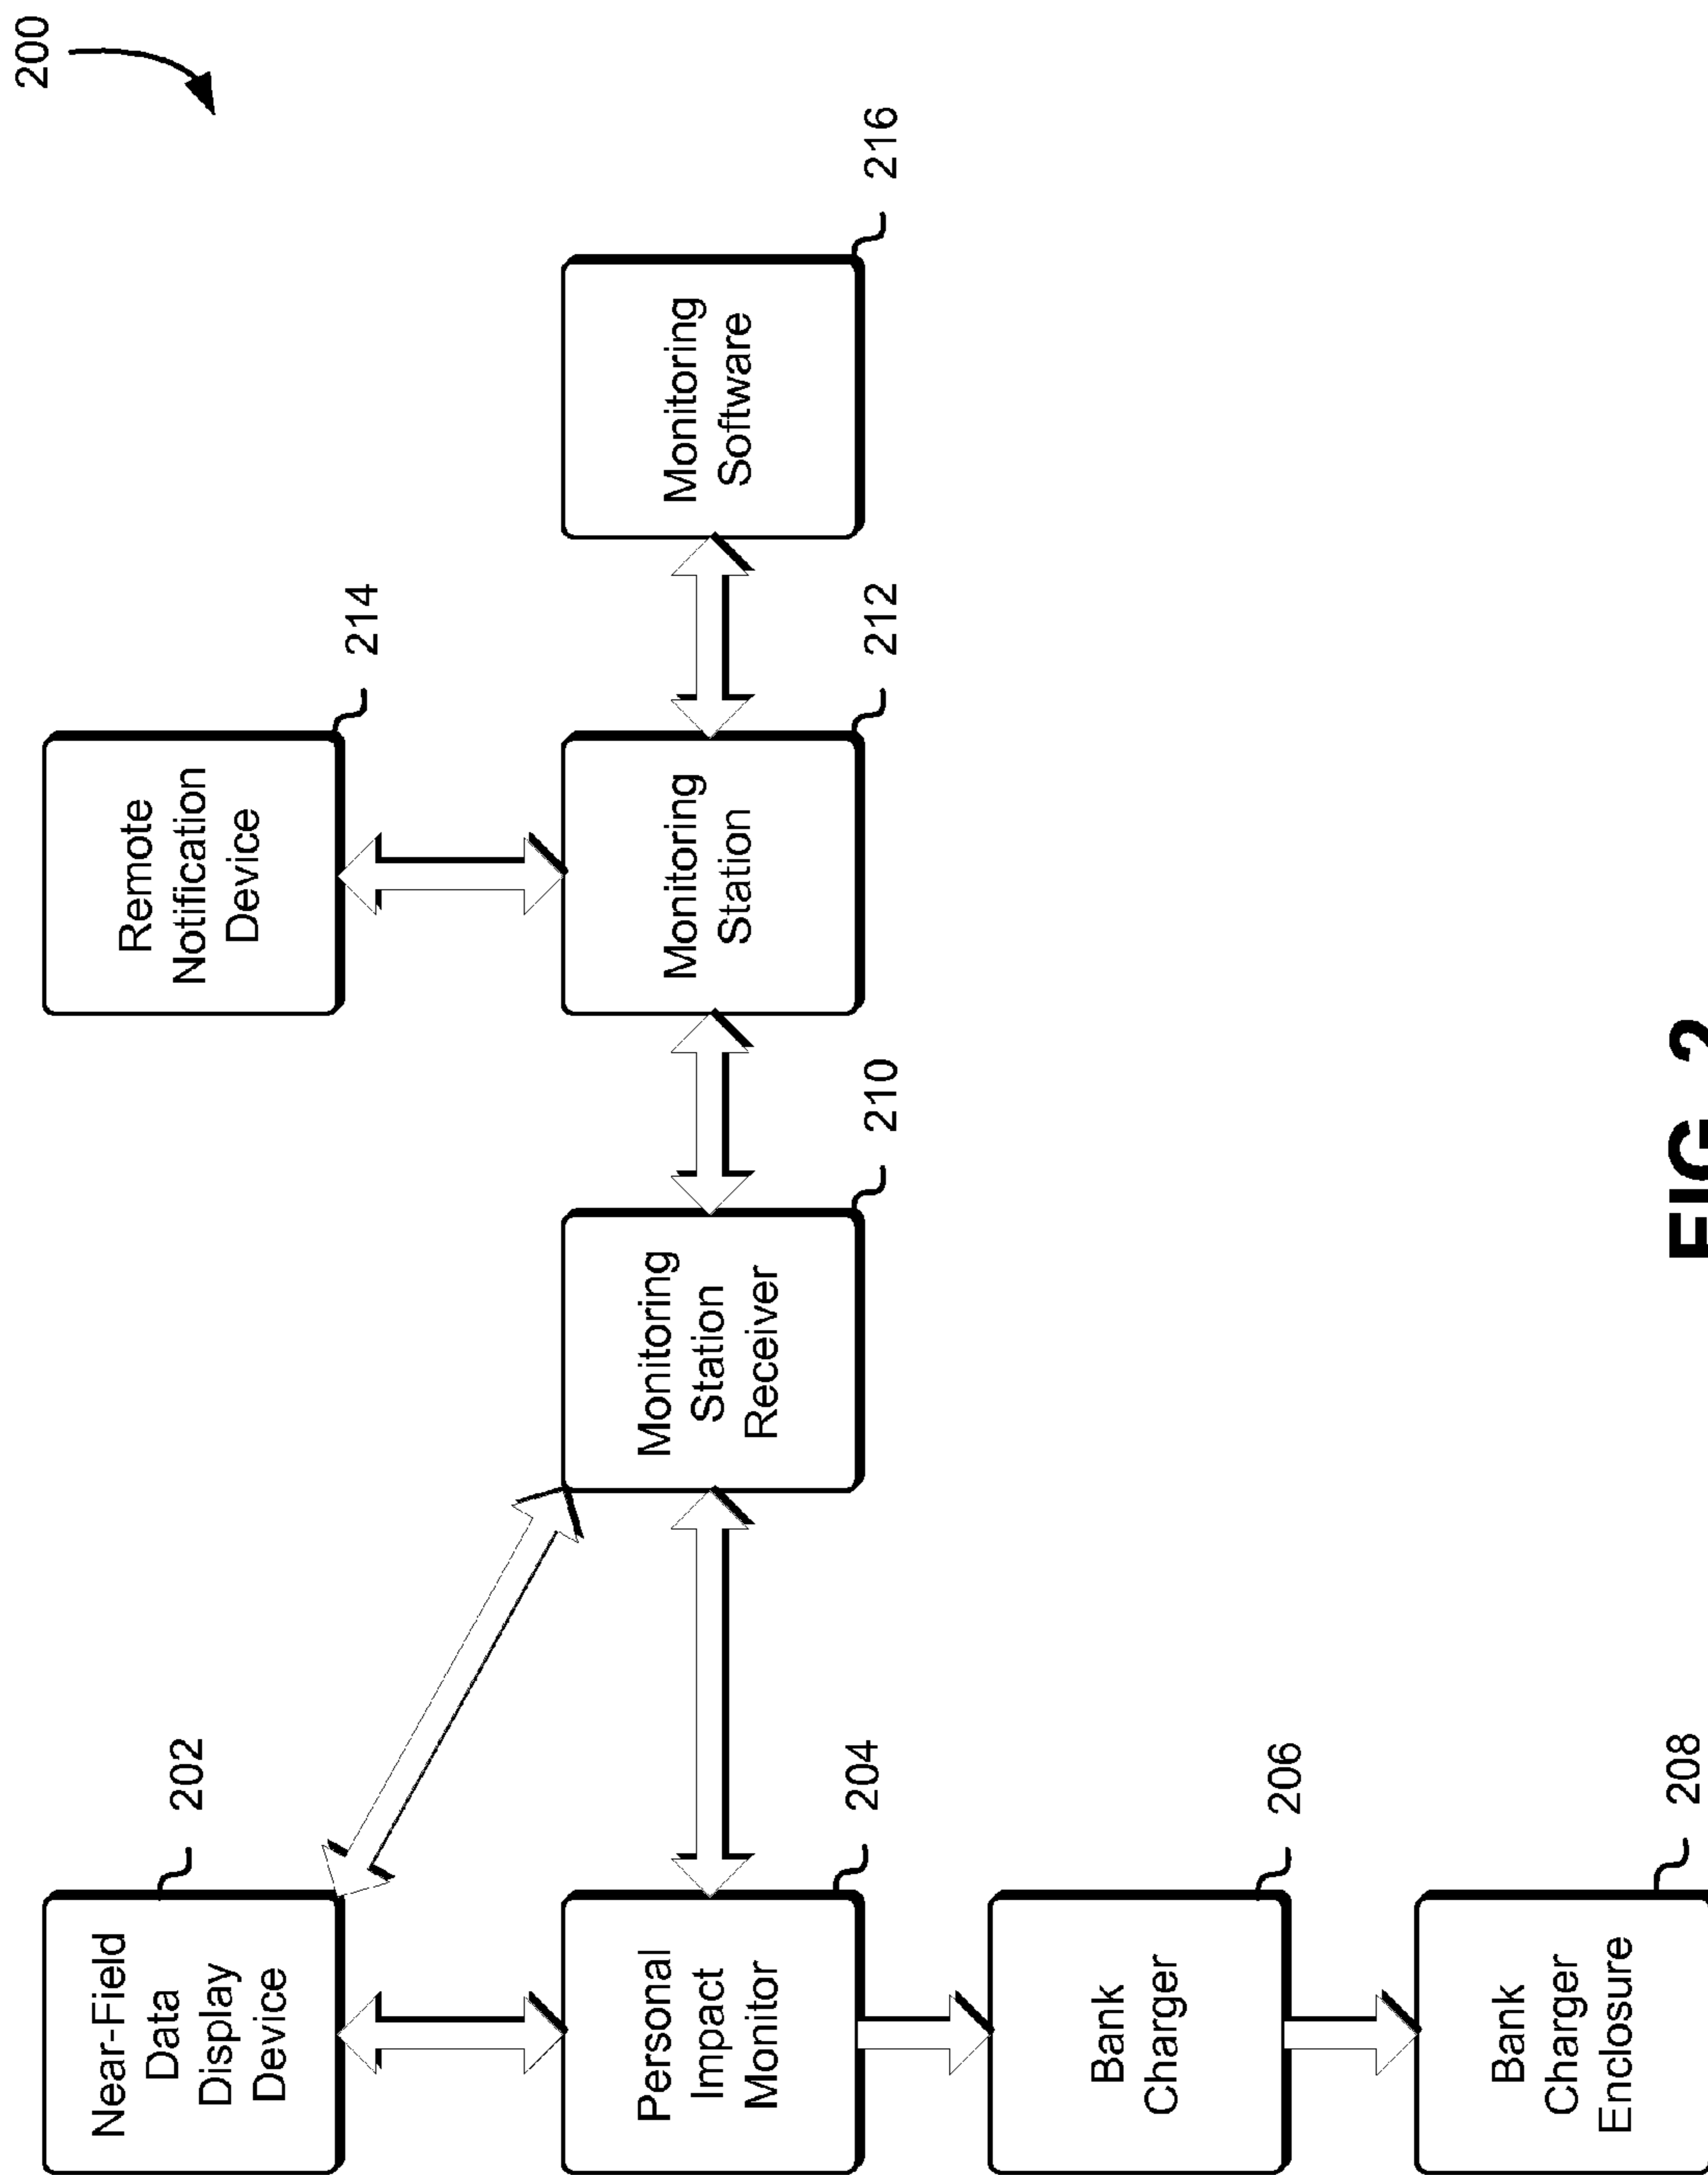 200
Near-Field
Data
Display
Device
202
Remote
Notification
Device
214
Personal
Impact
Monitor
204
Monitoring
Station
Receiver
210
Monitoring
Station
212
Monitoring
Software
216
Bank
Charger
206
Bank
Charger
Enclosure
208
FIG. 2